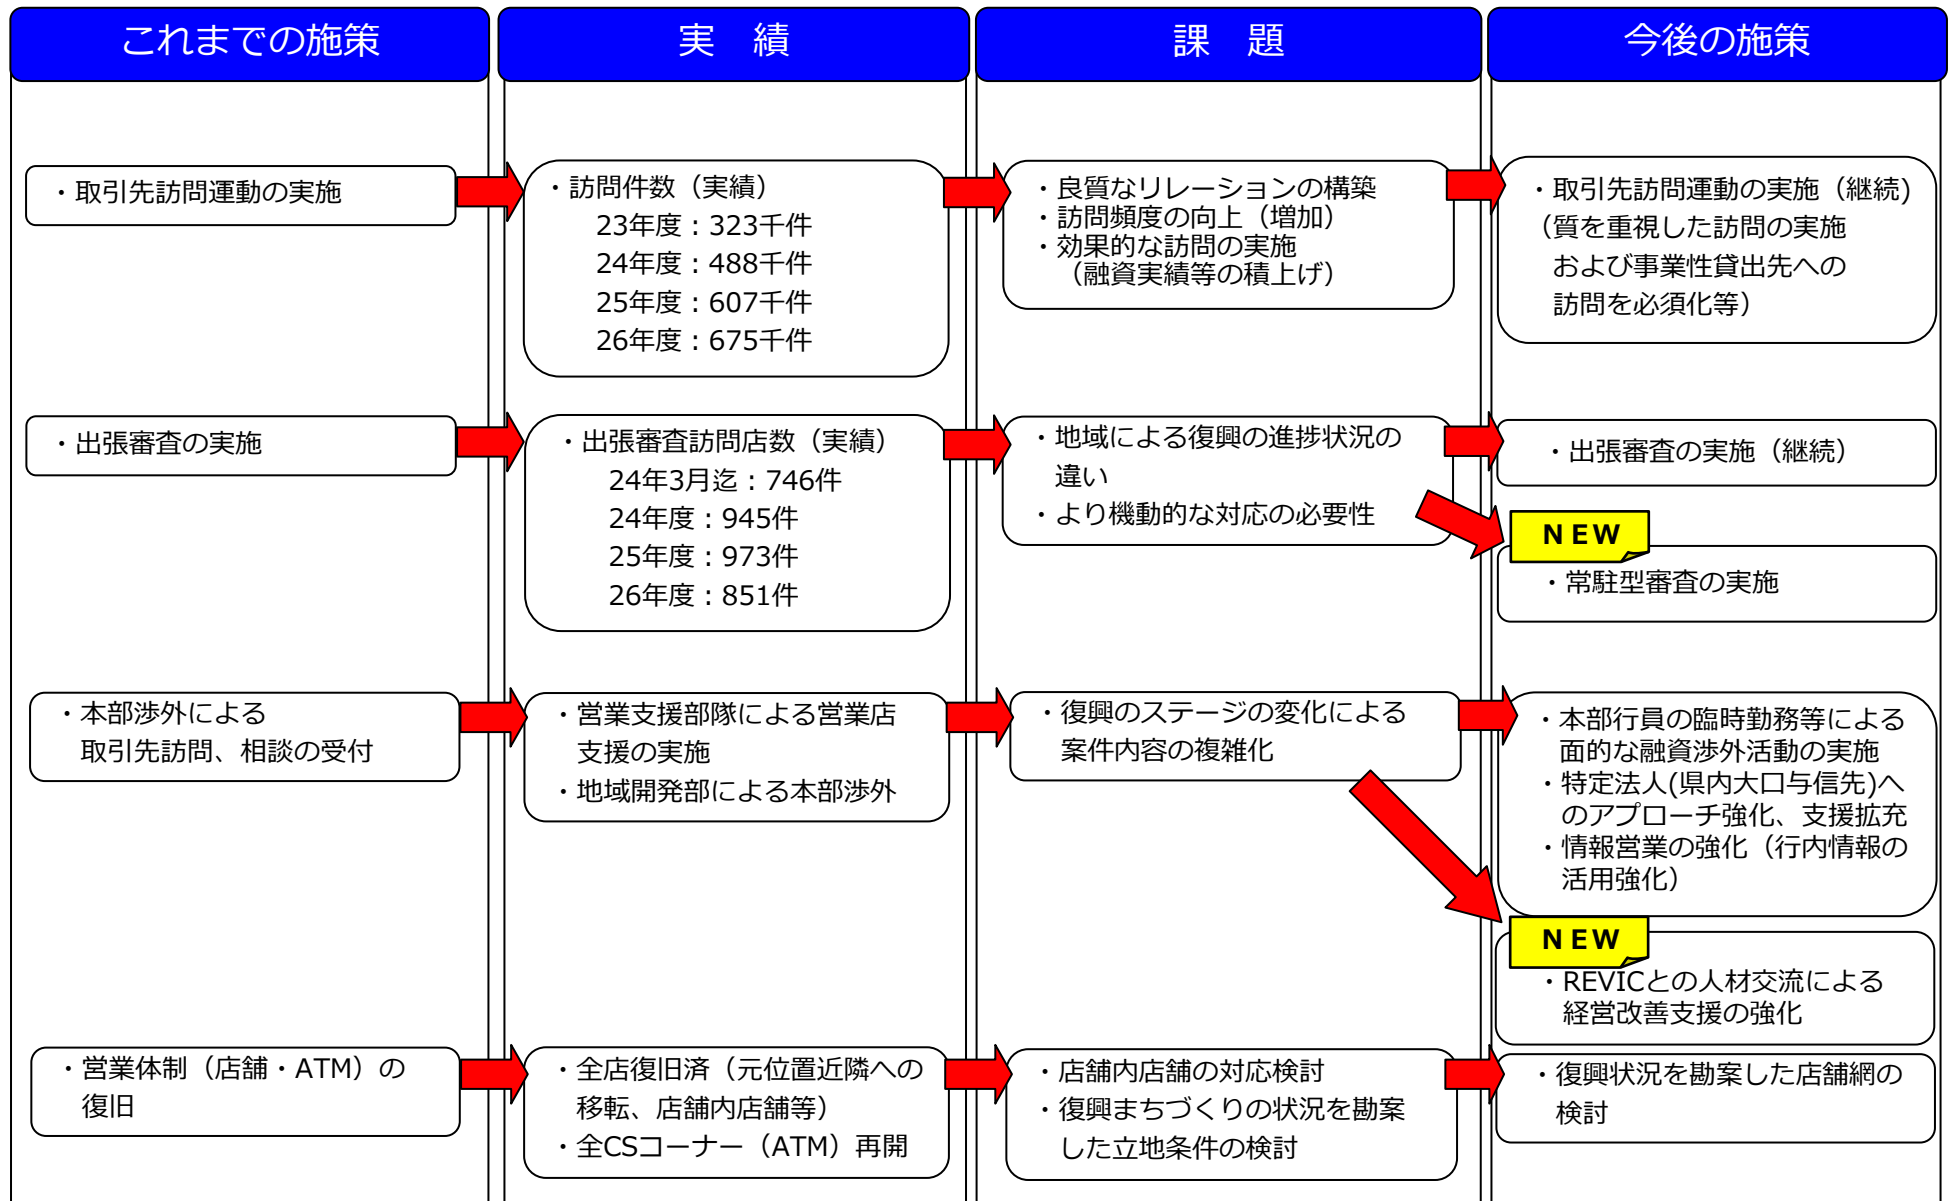 これまでの施策
実　績
課　題
今後の施策
・取引先訪問運動の実施
・訪問件数（実績）
23年度：323千件
24年度：488千件
25年度：607千件
26年度：675千件
・良質なリレーションの構築
・訪問頻度の向上（増加）
・効果的な訪問の実施
（融資実績等の積上げ）
・取引先訪問運動の実施（継続)
（質を重視した訪問の実施
および事業性貸出先への
訪問を必須化等）
・出張審査の実施
・出張審査訪問店数（実績）
24年3月迄：746件
24年度：945件
25年度：973件
26年度：851件
・地域による復興の進捗状況の
違い
・より機動的な対応の必要性
・出張審査の実施（継続）
ＮＥＷ
・常駐型審査の実施
・本部渉外による
取引先訪問、相談の受付
・営業支援部隊による営業店
支援の実施
・地域開発部による本部渉外
・復興のステージの変化による
案件内容の複雑化
・本部行員の臨時勤務等による
面的な融資渉外活動の実施
・特定法人(県内大口与信先)へ
のアプローチ強化、支援拡充
・情報営業の強化（行内情報の
活用強化）
ＮＥＷ
・REVICとの人材交流による
経営改善支援の強化
・営業体制（店舗・ATM）の
復旧
・全店復旧済（元位置近隣への
移転、店舗内店舗等）
・全CSコーナー（ATM）再開
・店舗内店舗の対応検討
・復興まちづくりの状況を勘案
した立地条件の検討
・復興状況を勘案した店舗網の
検討